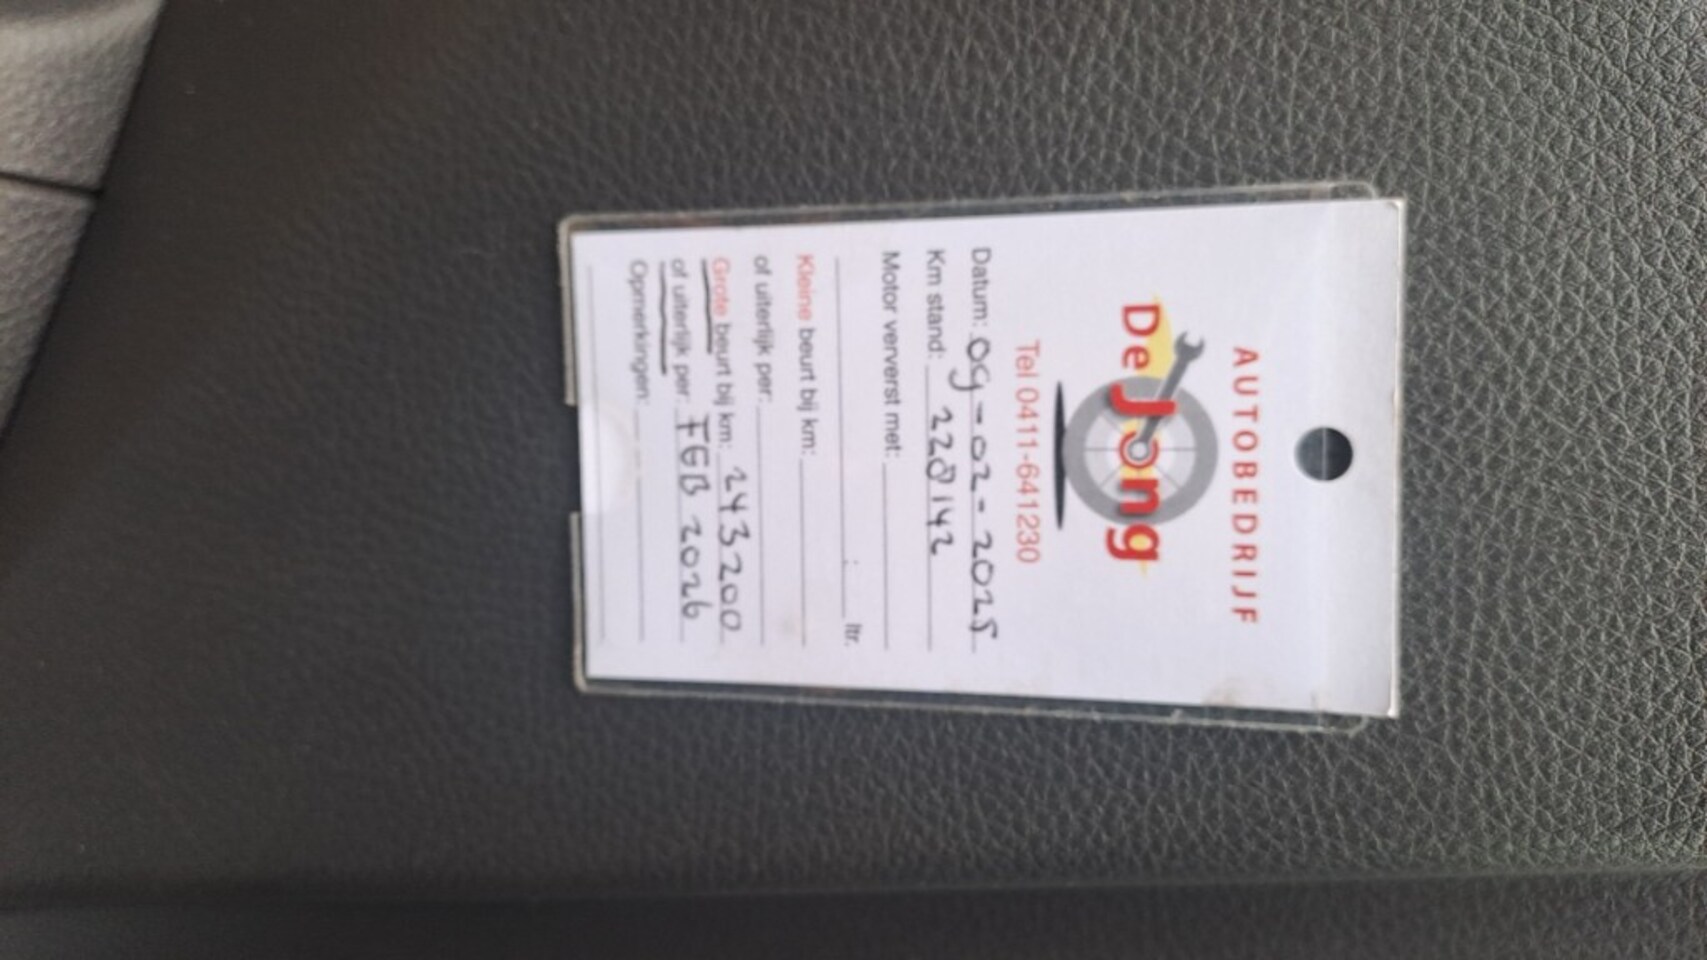 AUTOBEDRIJF
De Jong
Tel 0411-641230
Datum: 09-02-2025
Km stand: 228142
Motor ververst met:
: ltr.
Kleine beurt bij km:
of uiterlijk per:
Grote beurt bij km: 243200
of uiterlijk per: FEB 2026
Opmerkingen: